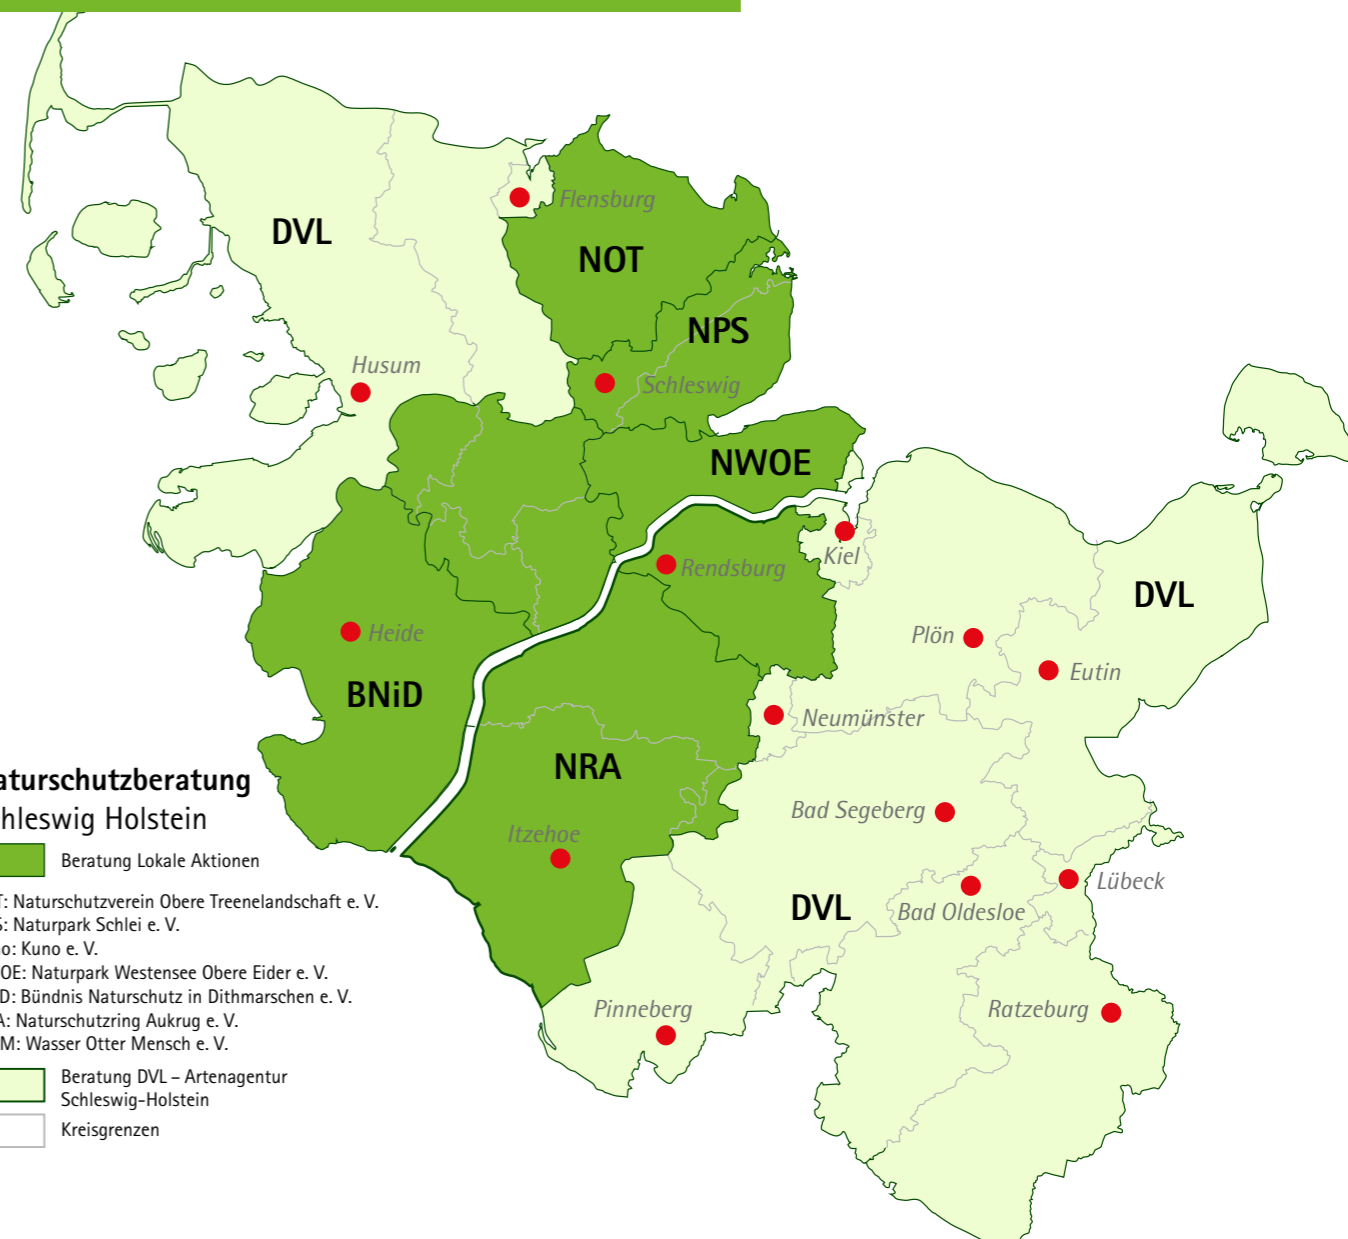 Flensburg
DVL
NOT
NPS
Husum
Schleswig
NWOE
Kiel
Rendsburg
DVL
Heide
Plön
Eutin
BNiD
Neumünster
NRA
aturschutzberatung
hleswig Holstein
Bad Segeberg
Itzehoe
Beratung Lokale Aktionen
Lübeck
DVL
Bad Oldesloe
T: Naturschutzverein Obere Treenelandschaft e. V.
S: Naturpark Schlei e. V.
o: Kuno e. V.
OE: Naturpark Westensee Obere Eider e. V.
D: Bündnis Naturschutz in Dithmarschen e. V.
A: Naturschutzring Aukrug e. V.
M: Wasser Otter Mensch e. V.
Pinneberg
Ratzeburg
Beratung DVL – Artenagentur
Schleswig-Holstein
Kreisgrenzen